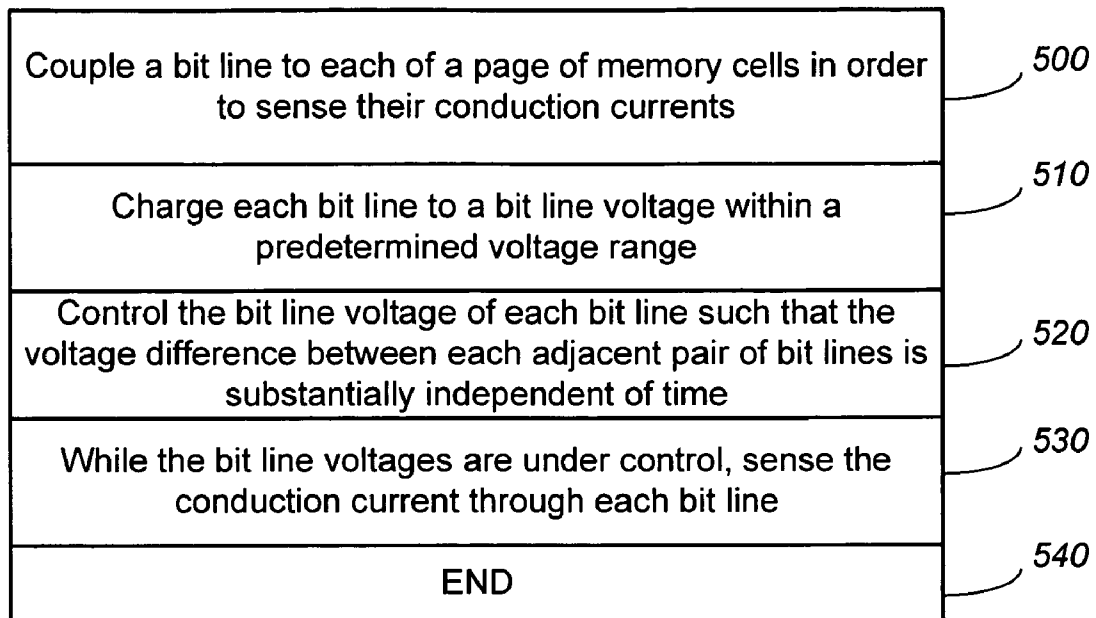 Couple a bit line to each of a page of memory cells in order
to sense their conduction currents
500
Charge each bit line to a bit line voltage within a
predetermined voltage range
510
Control the bit line voltage of each bit line such that the
voltage difference between each adjacent pair of bit lines is
substantially independent of time
520
While the bit line voltages are under control, sense the
conduction current through each bit line
530
END
540